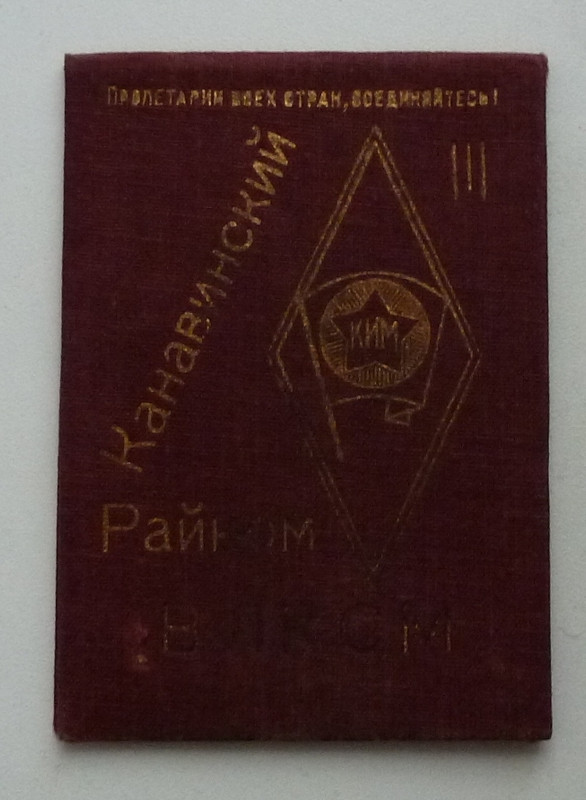 Пролетарии всех стран, соединяйтесь!
III
Канавинский
КИМ
Райком
ВЛКСМ